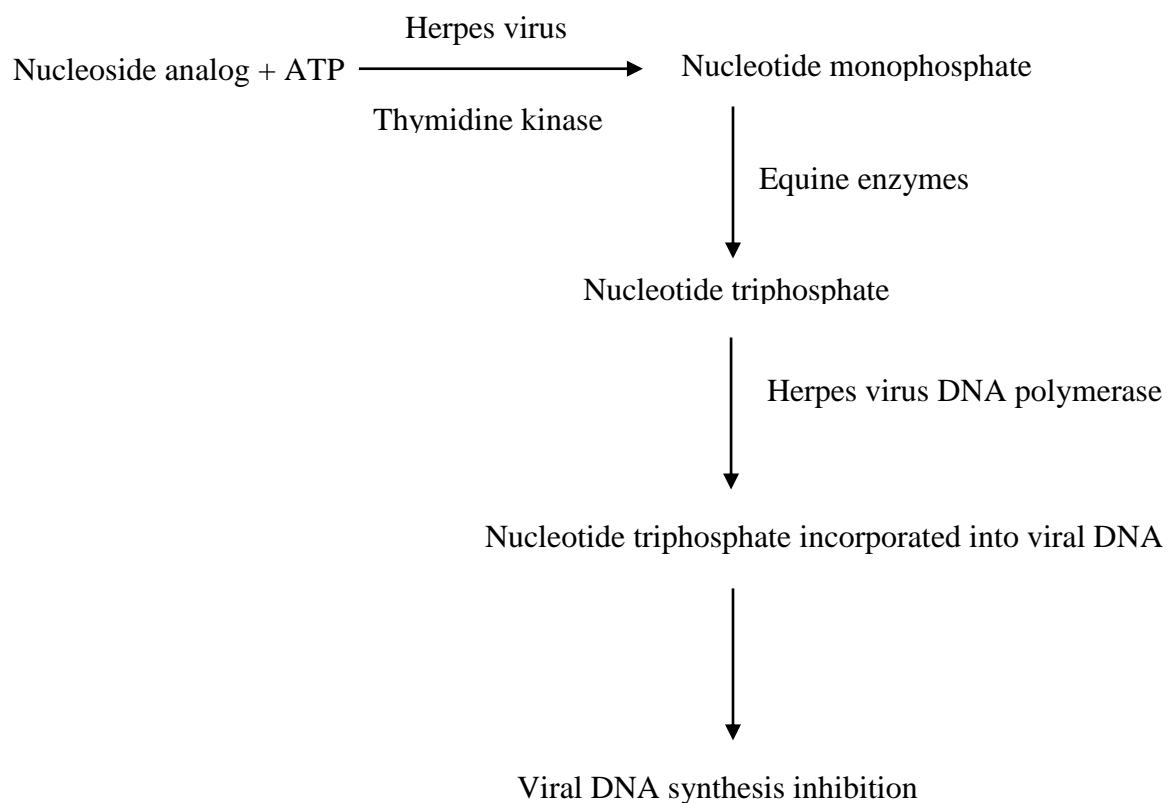 Herpes virus
Nucleoside analog + ATP
Nucleotide monophosphate
Thymidine kinase
Equine enzymes
Nucleotide triphosphate
Herpes virus DNA polymerase
Nucleotide triphosphate incorporated into viral DNA
Viral DNA synthesis inhibition